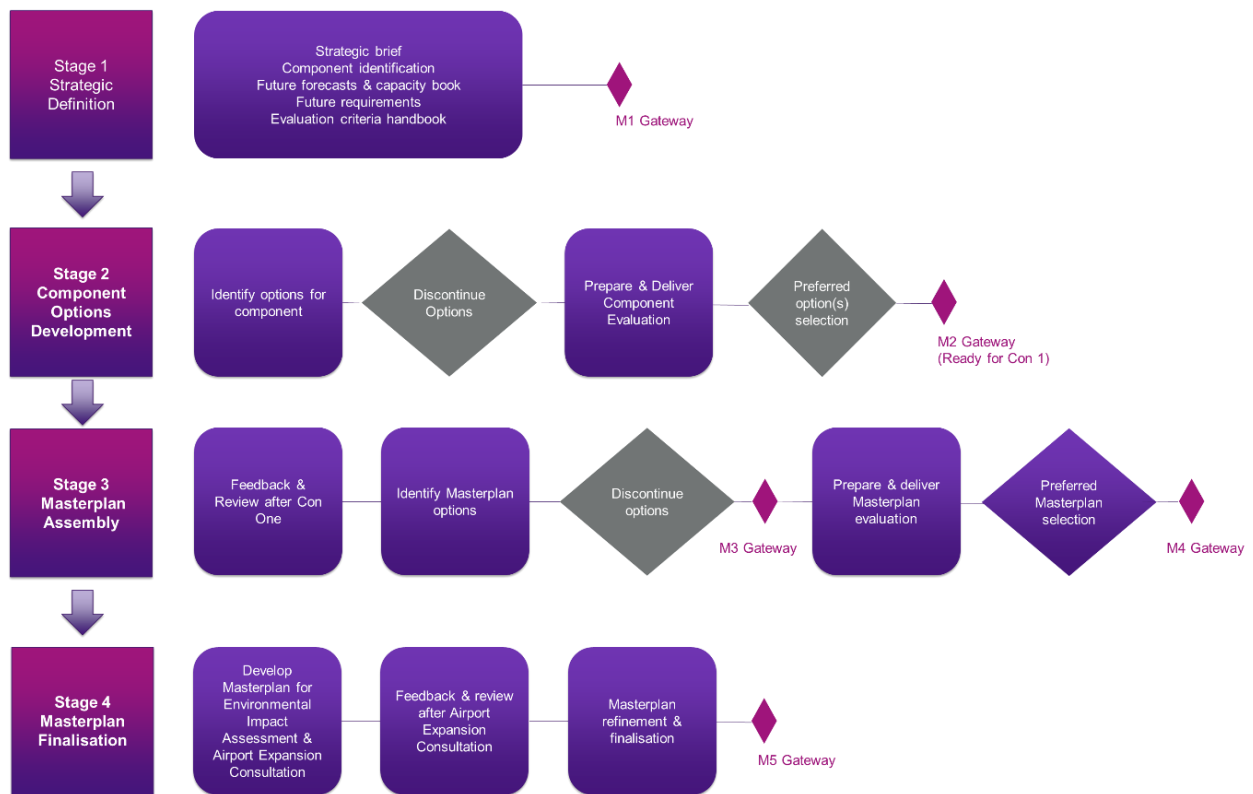 Stage 1
Strategic
Definition
Strategic brief
Component identification
Future forecasts & capacity book
Future requirements
Evaluation criteria handbook
M1 Gateway
Stage 2
Component
Options
Development
Identify options for
component
Discontinue
Options
Prepare & Deliver
Component
Evaluation
Preferred
option(s)
selection
M2 Gateway
(Ready for Con 1)
Stage 3
Masterplan
Assembly
Feedback &
Review after Con
One
Identify Masterplan
options
Discontinue
options
M3 Gateway
Prepare & deliver
Masterplan
evaluation
Preferred
Masterplan
selection
M4 Gateway
Stage 4
Masterplan
Finalisation
Develop
Masterplan for
Environmental
Impact
Assessment &
Airport Expansion
Consultation
Feedback & review
after Airport
Expansion
Consultation
Masterplan
refinement &
finalisation
M5 Gateway